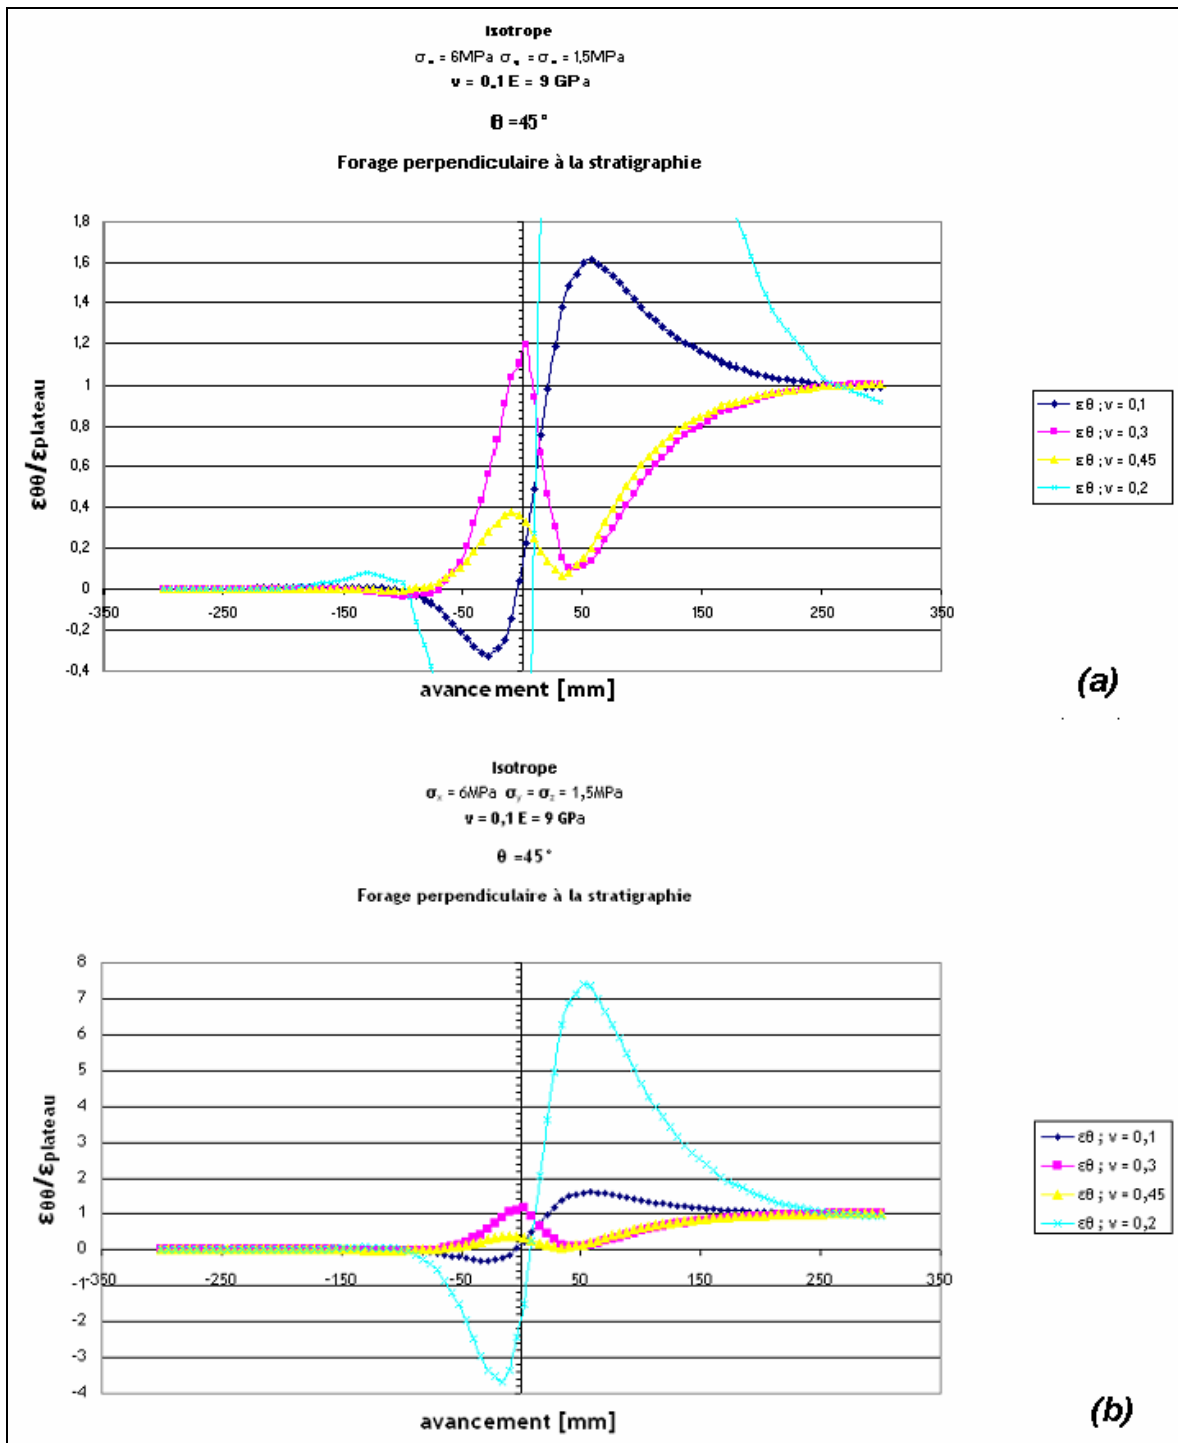 Isotrope
σₓ = 6MPa σᵧ = σ = 1,5MPa
ν = 0,1 E = 9 GPa
θ =45°
Forage perpendiculaire à la stratigraphie
1,8
1,6
1,4
1,2
1
0,8
0,6
0,4
0,2
0
-0,2
-0,4
-350 -250 -150 -50 50 150 250 350
εθθ/εplateau
avancement [mm]
εθ ; ν = 0,1
εθ ; ν = 0,3
εθ ; ν = 0,45
εθ ; ν = 0,2
(a)
Isotrope
σx = 6MPa σy = σz = 1,5MPa
ν = 0,1 E = 9 GPa
θ =45°
Forage perpendiculaire à la stratigraphie
8
7
6
5
4
3
2
1
0
-1
-2
-3
-4
-350 -250 -150 -50 50 150 250 350
εθθ/εplateau
avancement [mm]
εθ ; ν = 0,1
εθ ; ν = 0,3
εθ ; ν = 0,45
εθ ; ν = 0,2
(b)